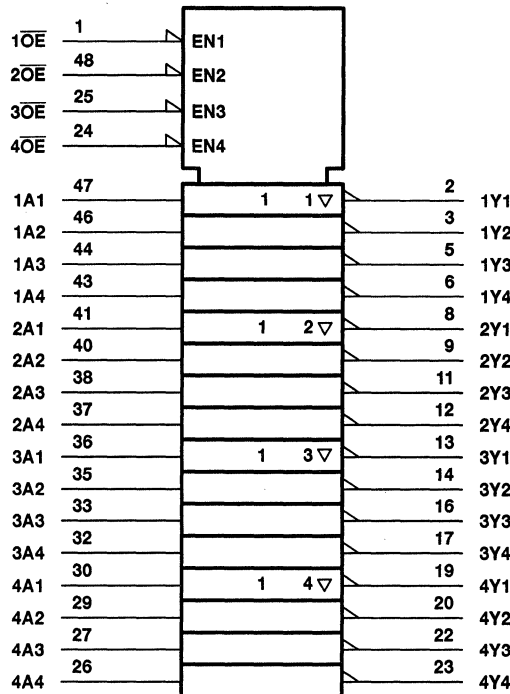 1O̅E̅ 1 EN1
2O̅E̅ 48 EN2
3O̅E̅ 25 EN3
4O̅E̅ 24 EN4
1A1 47 1 1 ▽ 2 1Y1
1A2 46 3 1Y2
1A3 44 5 1Y3
1A4 43 6 1Y4
2A1 41 1 2 ▽ 8 2Y1
2A2 40 9 2Y2
2A3 38 11 2Y3
2A4 37 12 2Y4
3A1 36 1 3 ▽ 13 3Y1
3A2 35 14 3Y2
3A3 33 16 3Y3
3A4 32 17 3Y4
4A1 30 1 4 ▽ 19 4Y1
4A2 29 20 4Y2
4A3 27 22 4Y3
4A4 26 23 4Y4